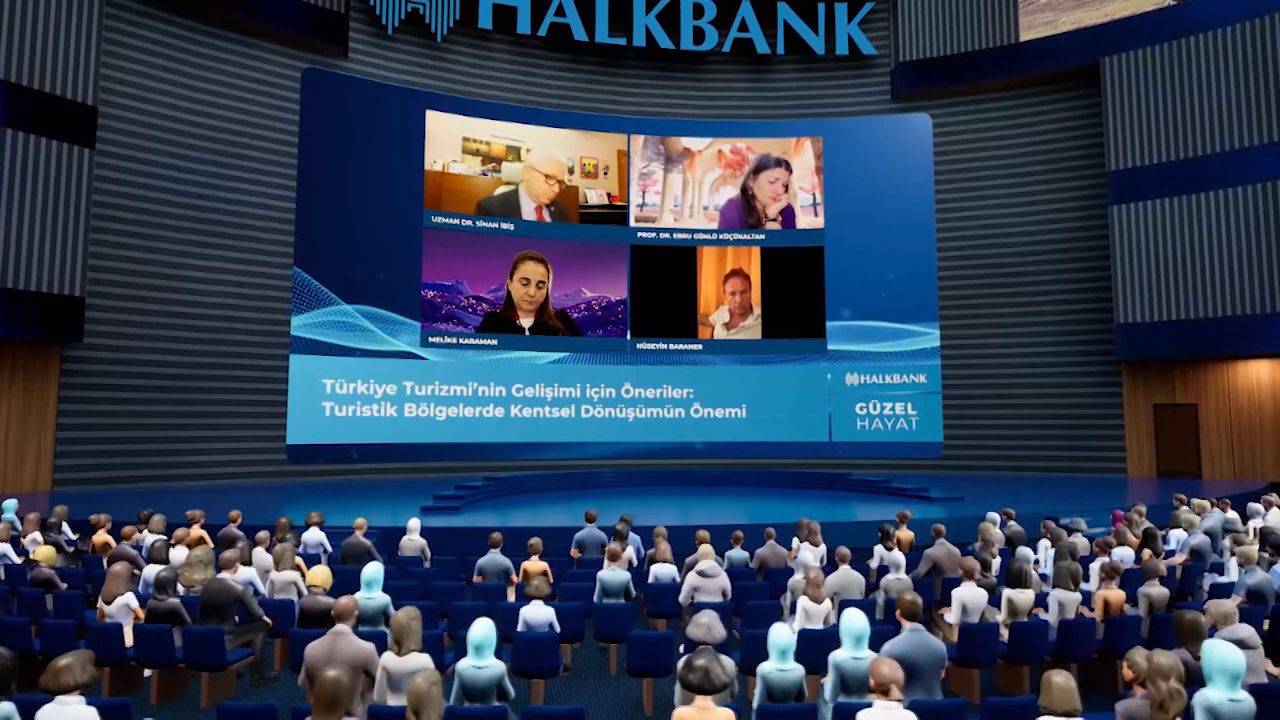 HALKBANK
UZMAN DR. SİNAN İBİŞ
PROF. DR. EBRU GÜNLÜ KÜÇÜKALTAN
MELİKE KARAMAN
HÜSEYİN BARANER
Türkiye Turizmi'nin Gelişimi için Öneriler:
Turistik Bölgelerde Kentsel Dönüşümün Önemi
HALKBANK
GÜZEL
HAYAT